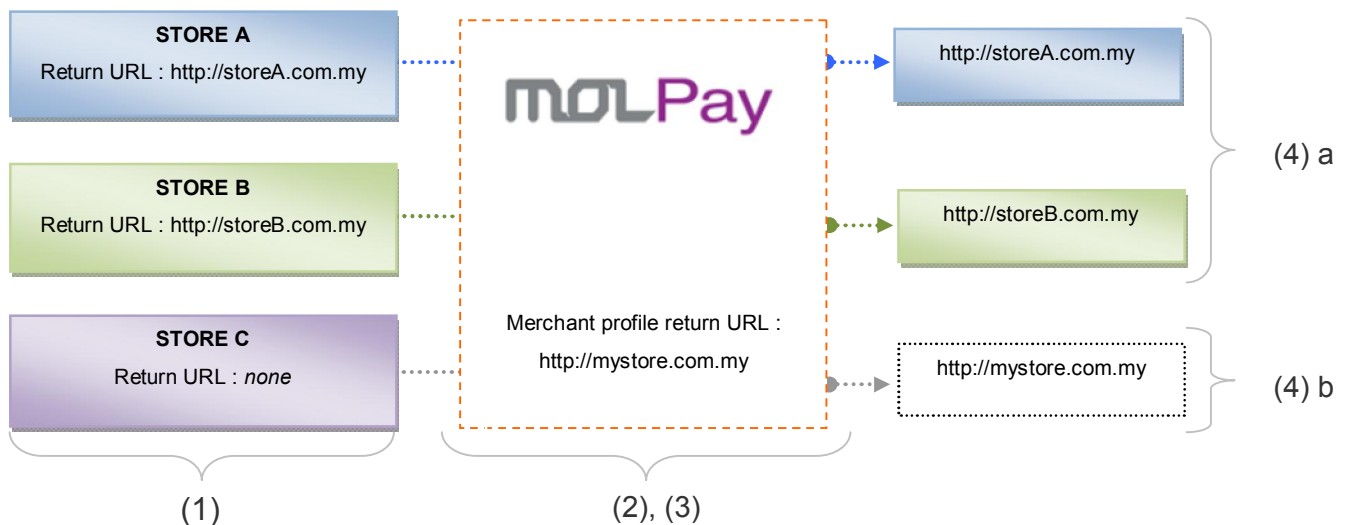 STORE A
Return URL : http://storeA.com.my
STORE B
Return URL : http://storeB.com.my
STORE C
Return URL : none
(1)
MOLPay
Merchant profile return URL :
http://mystore.com.my
(2), (3)
http://storeA.com.my
http://storeB.com.my
(4) a
http://mystore.com.my
(4) b